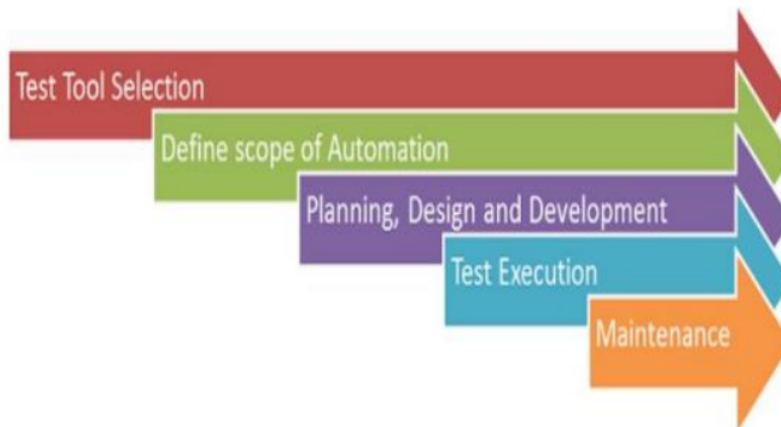 Test Tool Selection
Define scope of Automation
Planning, Design and Development
Test Execution
Maintenance